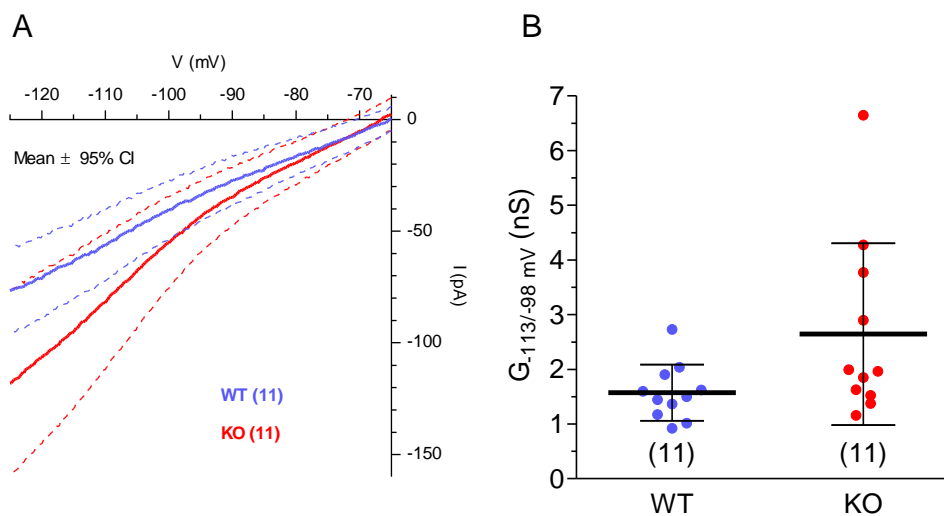 A
V (mV)
-120 -110 -100 -90 -80 -70
0
Mean ± 95% CI
-50
I (pA)
-100
WT (11)
KO (11)
-150
B
G-113/-98 mV (nS)
7
6
5
4
3
2
1
0
(11) (11)
WT KO